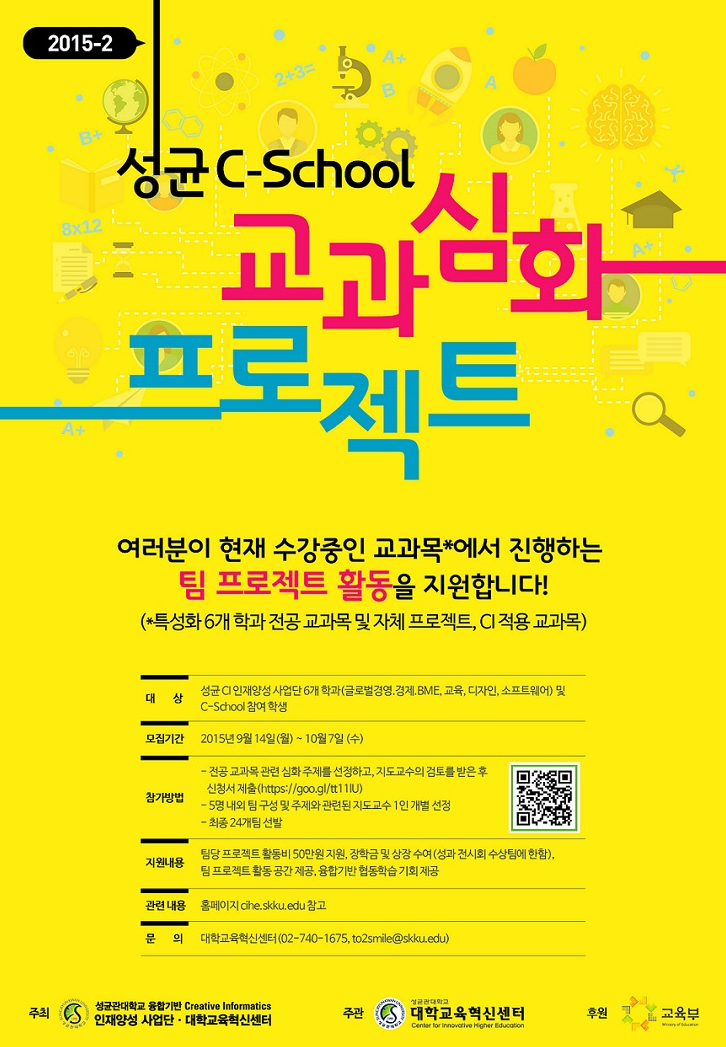 2015-2
2+3=
A+
B
A
B+
8x12
A+
A+
성균 C-School
교과심화
프로젝트
여러분이 현재 수강중인 교과목*에서 진행하는
팀 프로젝트 활동을 지원합니다!
(*특성화 6개 학과 전공 교과목 및 자체 프로젝트, CI 적용 교과목)
대 상
성균 CI 인재양성 사업단 6개 학과(글로벌경영.경제.BME, 교육, 디자인, 소프트웨어) 및
C-School 참여 학생
모집기간
2015년 9월 14일(월) ~ 10월 7일 (수)
참가방법
- 전공 교과목 관련 심화 주제를 선정하고, 지도교수의 검토를 받은 후
신청서 제출(https://goo.gl/tt11IU)
- 5명 내외 팀 구성 및 주제와 관련된 지도교수 1인 개별 선정
- 최종 24개팀 선발
지원내용
팀당 프로젝트 활동비 50만원 지원, 장학금 및 상장 수여(성과 전시회 수상팀에 한함),
팀 프로젝트 활동 공간 제공, 융합기반 협동학습 기회 제공
관련 내용
홈페이지 cihe.skku.edu 참고
문 의
대학교육혁신센터(02-740-1675, to2smile@skku.edu)
주최
성균관대학교 융합기반 Creative Informatics
인재양성 사업단 · 대학교육혁신센터
주관
성균관대학교
대학교육혁신센터
Center for Innovative Higher Education
후원
교육부
Ministry of Education